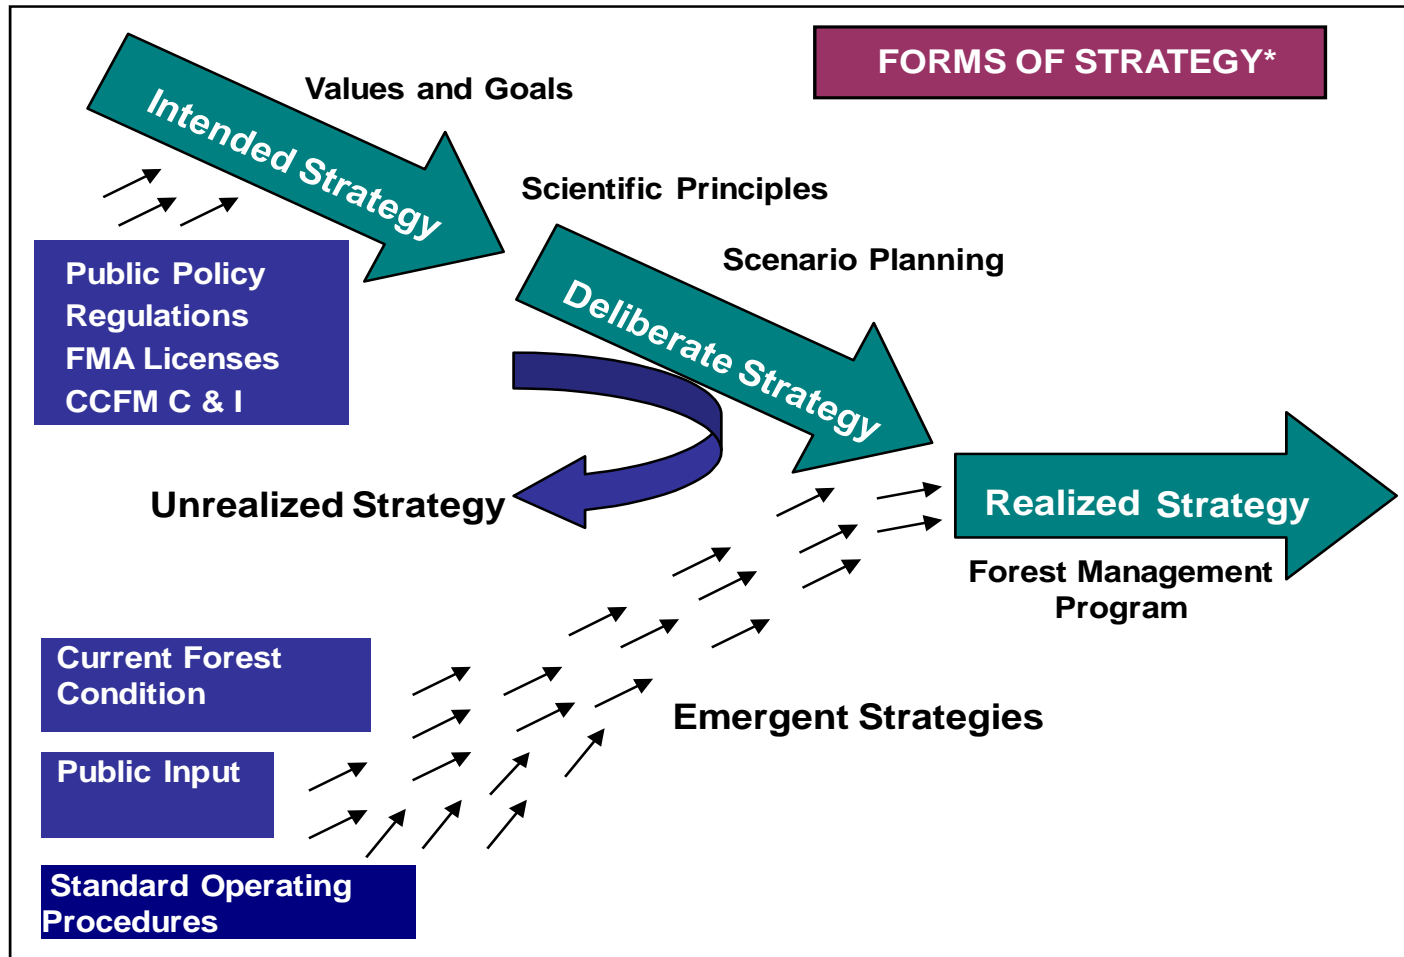 FORMS OF STRATEGY*
Values and Goals
Intended Strategy
Scientific Principles
Public Policy
Regulations
FMA Licenses
CCFM C & I
Scenario Planning
Deliberate Strategy
Unrealized Strategy
Realized Strategy
Forest Management
Program
Current Forest
Condition
Emergent Strategies
Public Input
Standard Operating
Procedures